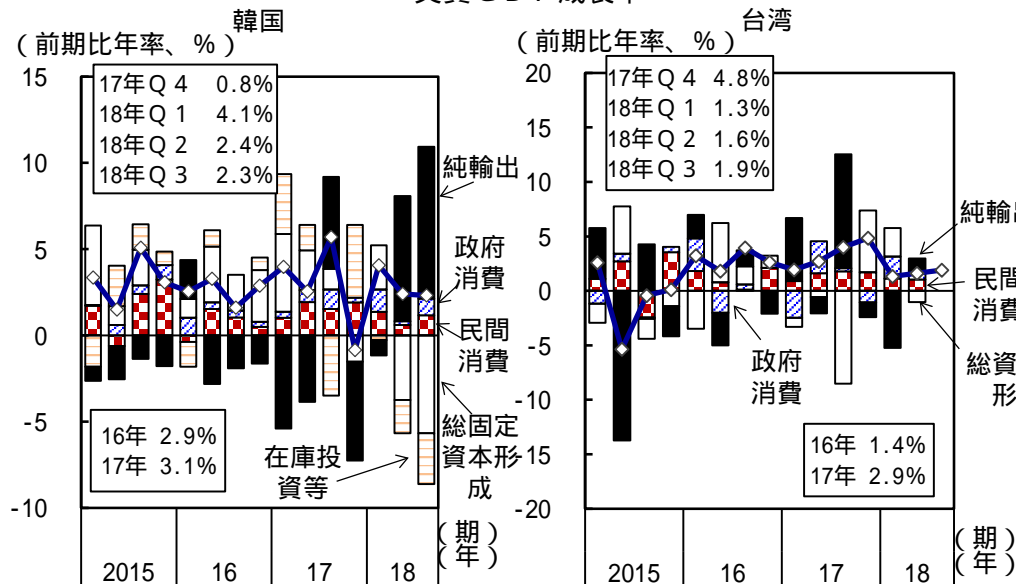 韓国
(前期比年率、%)
15
10
5
0
-5
-10
17年Q4 0.8%
18年Q1 4.1%
18年Q2 2.4%
18年Q3 2.3%
純輸出
政府
消費
民間
消費
総固定
資本形
成
在庫投
資等
16年 2.9%
17年 3.1%
2015 16 17 18
(期)
(年)
台湾
(前期比年率、%)
20
15
10
5
0
-5
-10
-15
-20
17年Q4 4.8%
18年Q1 1.3%
18年Q2 1.6%
18年Q3 1.9%
純輸出
民間
消費
政府
消費
総資
形
16年 1.4%
17年 2.9%
2015 16 17 18
(期)
(年)